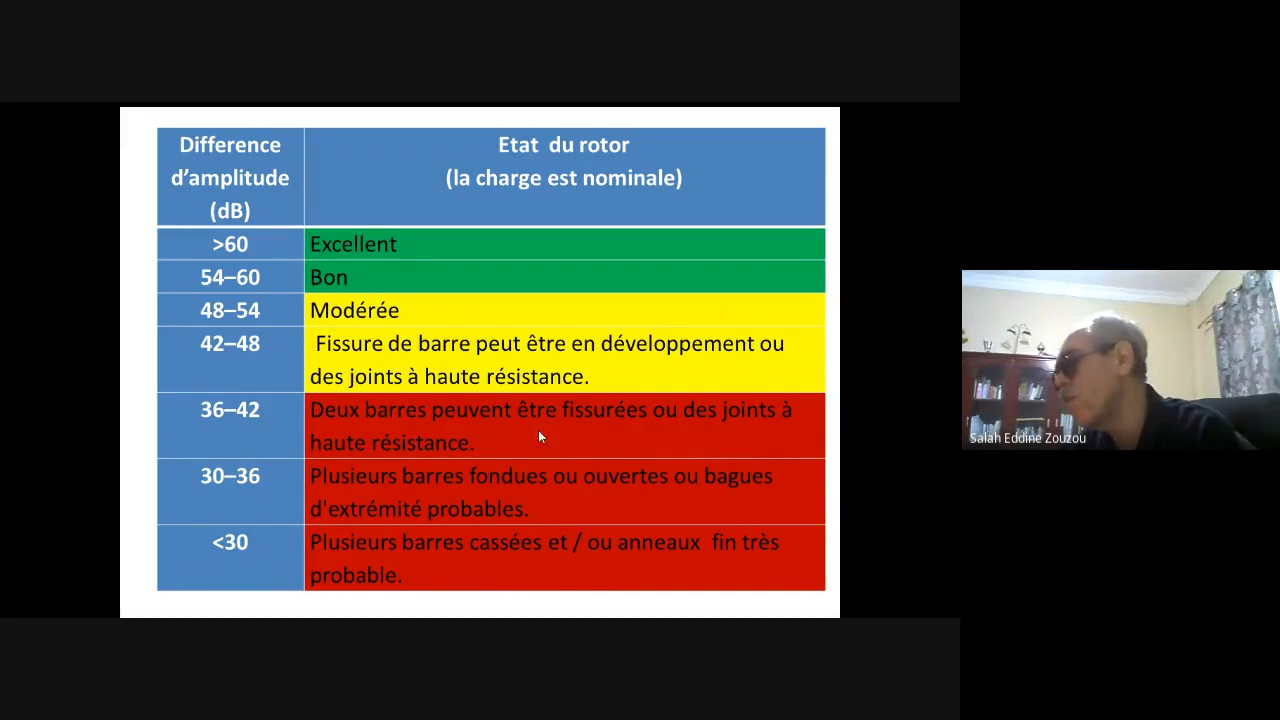 Difference
d’amplitude
(dB)
Etat du rotor
(la charge est nominale)
>60
Excellent
54–60
Bon
48–54
Modérée
42–48
Fissure de barre peut être en développement ou
des joints à haute résistance.
36–42
Deux barres peuvent être fissurées ou des joints à
haute résistance.
30–36
Plusieurs barres fondues ou ouvertes ou bagues
d'extrémité probables.
<30
Plusieurs barres cassées et / ou anneaux fin très
probable.
Salah Eddine Zouzou